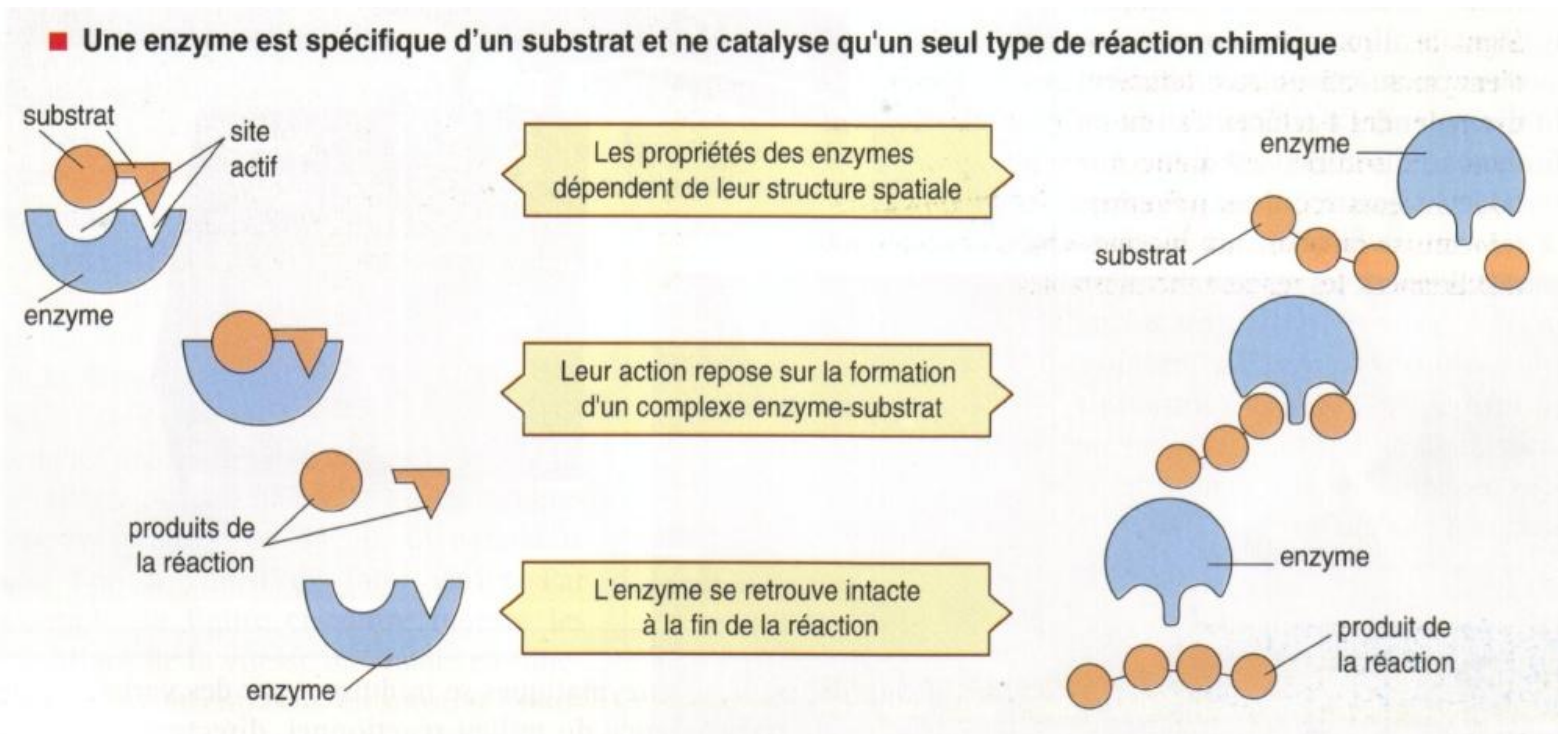 Une enzyme est spécifique d'un substrat et ne catalyse qu'un seul type de réaction chimique
substrat
site
actif
enzyme
Les propriétés des enzymes
dépendent de leur structure spatiale
enzyme
substrat
Leur action repose sur la formation
d'un complexe enzyme-substrat
produits de
la réaction
enzyme
L'enzyme se retrouve intacte
à la fin de la réaction
enzyme
produit de
la réaction